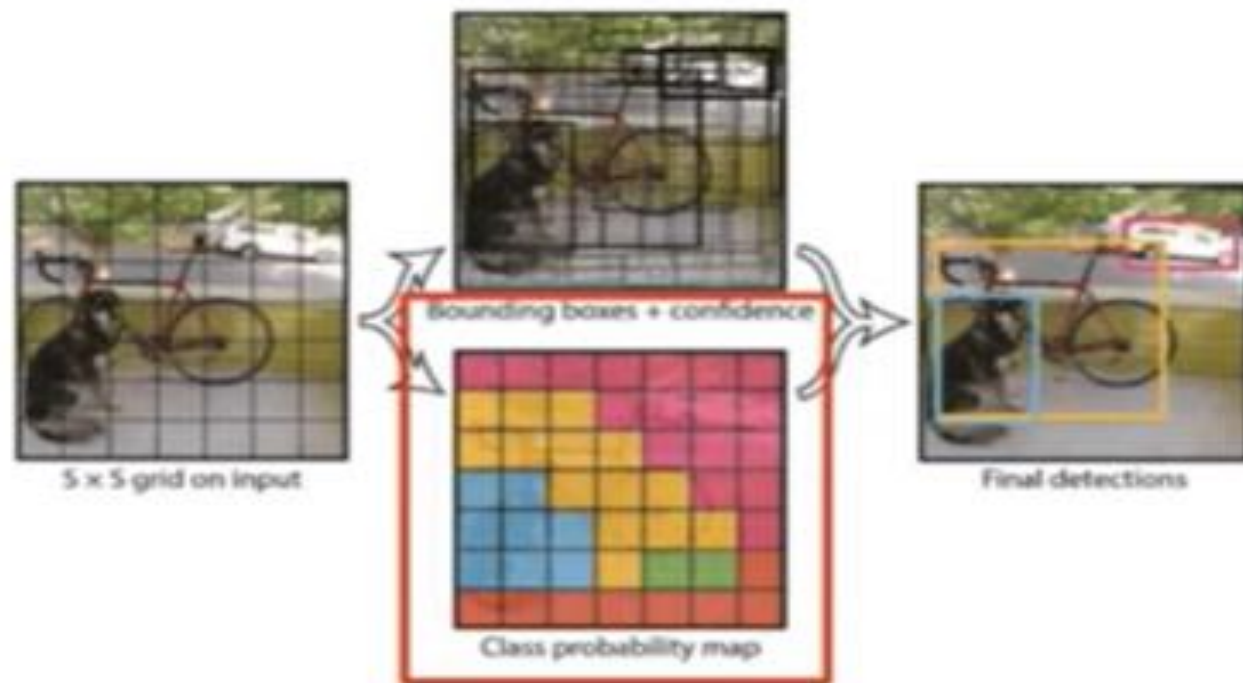 Bounding boxes + confidence
S × S grid on input
Final detections
Class probability map